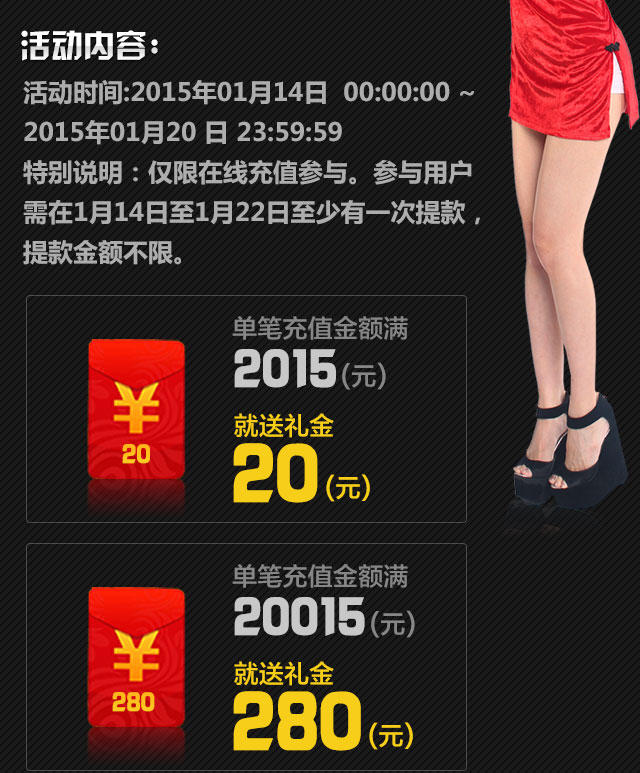 活动内容:
活动时间:2015年01月14日 00:00:00 ~
2015年01月20 日 23:59:59
特别说明：仅限在线充值参与。参与用户
需在1月14日至1月22日至少有一次提款，
提款金额不限。
单笔充值金额满
2015(元)
就送礼金
20(元)
¥
20
单笔充值金额满
20015(元)
就送礼金
280(元)
¥
280